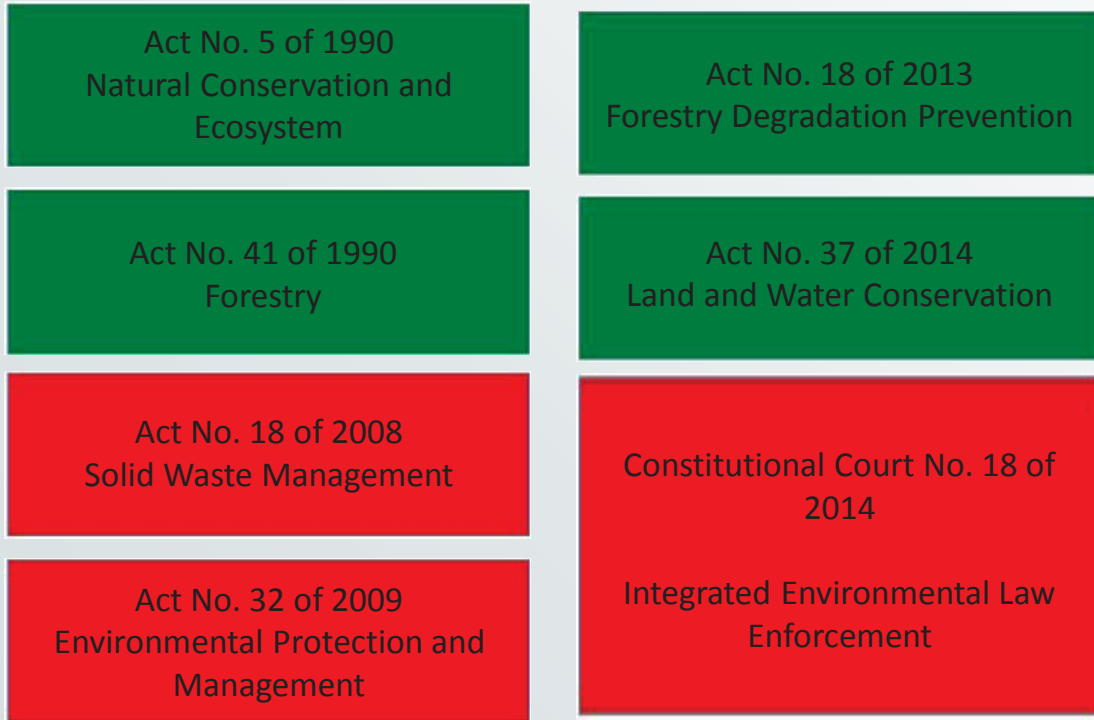 Act No. 5 of 1990
Natural Conservation and
Ecosystem
Act No. 41 of 1990
Forestry
Act No. 18 of 2008
Solid Waste Management
Act No. 32 of 2009
Environmental Protection and
Management
Act No. 18 of 2013
Forestry Degradation Prevention
Act No. 37 of 2014
Land and Water Conservation
Constitutional Court No. 18 of
2014
Integrated Environmental Law
Enforcement